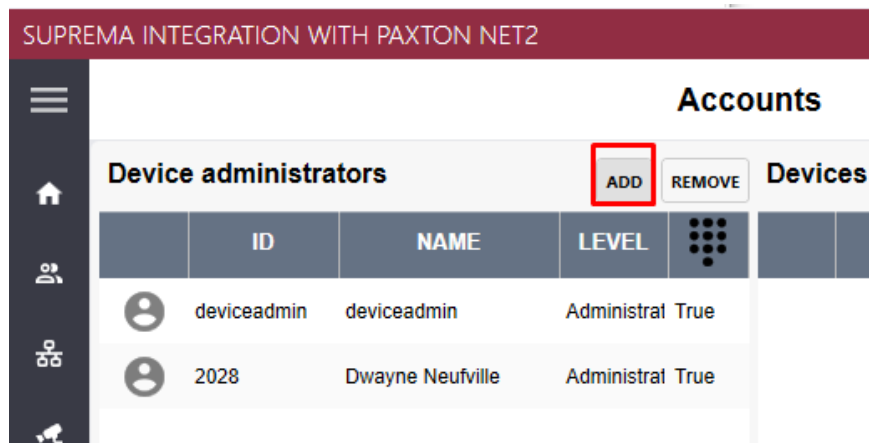 SUPREMA INTEGRATION WITH PAXTON NET2
Accounts
Device administrators ADD REMOVE Devices
ID NAME LEVEL
deviceadmin deviceadmin Administrat True
2028 Dwayne Neufville Administrat True